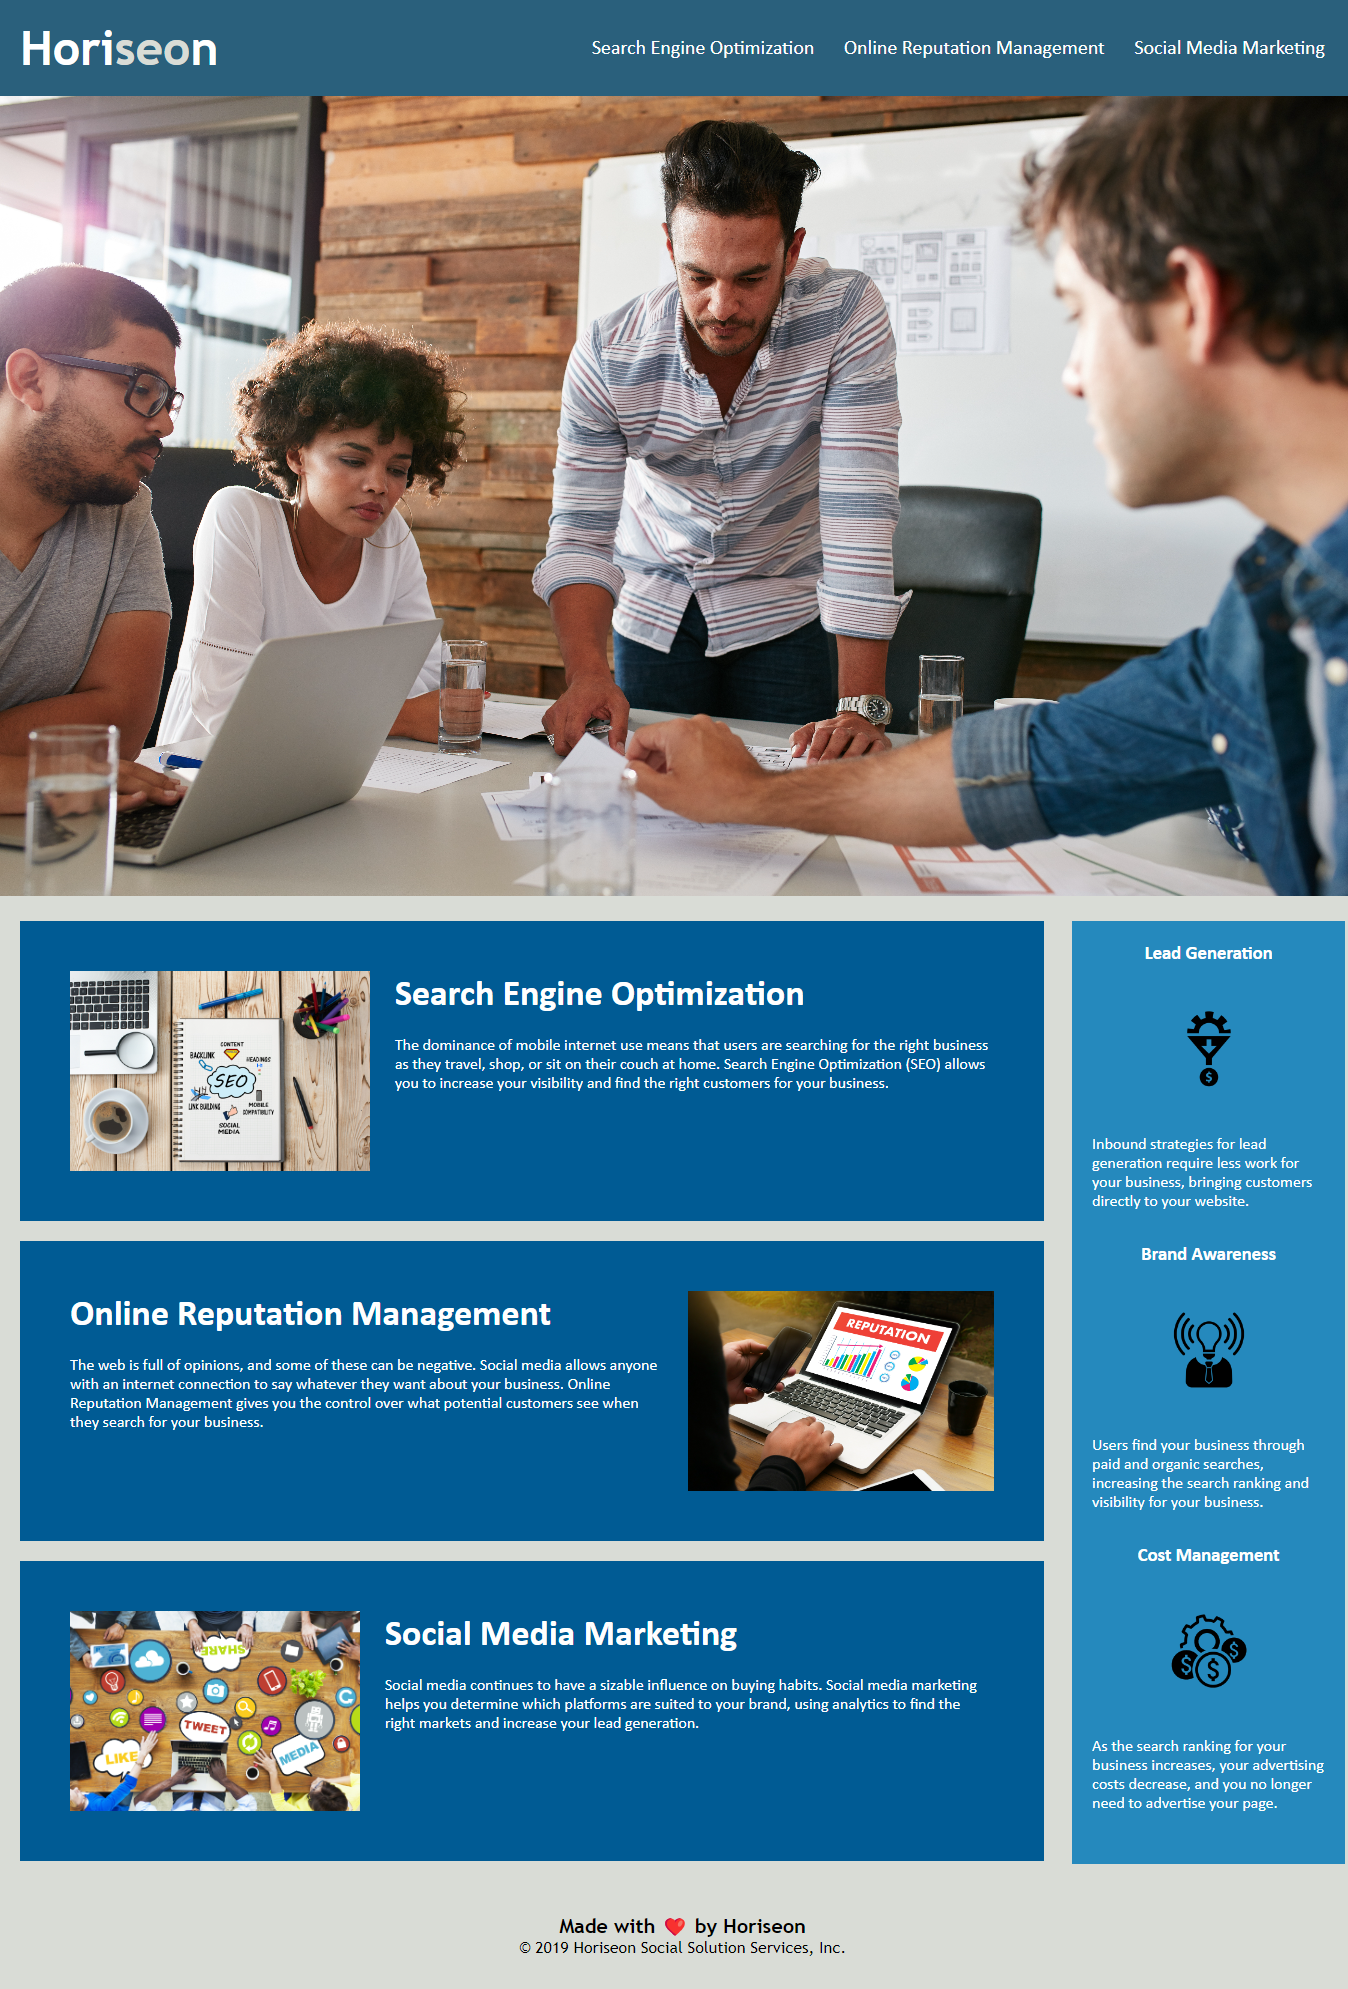 Horiseon
Search Engine Optimization
Online Reputation Management
Social Media Marketing
CONTENT
BACKLINK
HEADINGS
SEO
LINK BUILDING
MOBILE
COMPATIBILITY
SOCIAL
MEDIA
Search Engine Optimization
The dominance of mobile internet use means that users are searching for the right business
as they travel, shop, or sit on their couch at home. Search Engine Optimization (SEO) allows
you to increase your visibility and find the right customers for your business.
Online Reputation Management
The web is full of opinions, and some of these can be negative. Social media allows anyone
with an internet connection to say whatever they want about your business. Online
Reputation Management gives you the control over what potential customers see when
they search for your business.
REPUTATION
SHARE
TWEET
LIKE
MEDIA
Social Media Marketing
Social media continues to have a sizable influence on buying habits. Social media marketing
helps you determine which platforms are suited to your brand, using analytics to find the
right markets and increase your lead generation.
Lead Generation
$
Inbound strategies for lead
generation require less work for
your business, bringing customers
directly to your website.
Brand Awareness
Users find your business through
paid and organic searches,
increasing the search ranking and
visibility for your business.
Cost Management
$ $ $
As the search ranking for your
business increases, your advertising
costs decrease, and you no longer
need to advertise your page.
Made with ❤️ by Horiseon
© 2019 Horiseon Social Solution Services, Inc.